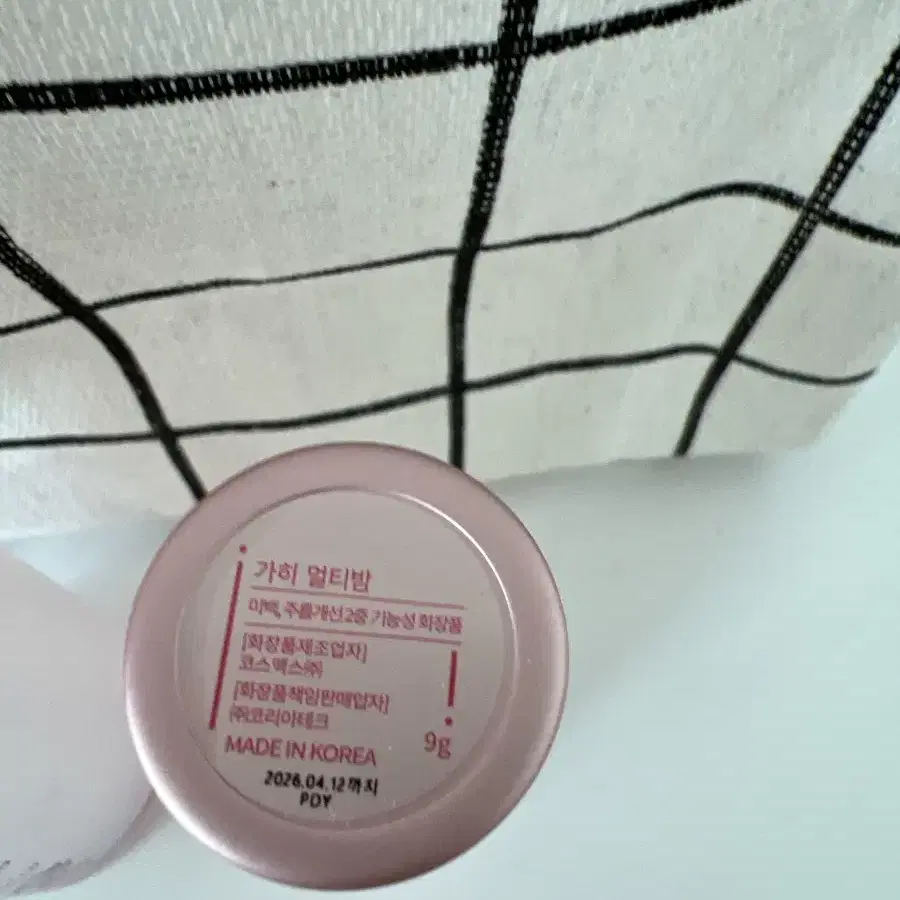 가히 멀티밤
미백, 주름개선 2중 기능성 화장품
[화장품제조업자]
코스맥스㈜
[화장품책임판매업자]
㈜코리아테크
9g
MADE IN KOREA
2026.04.12까지
PDY